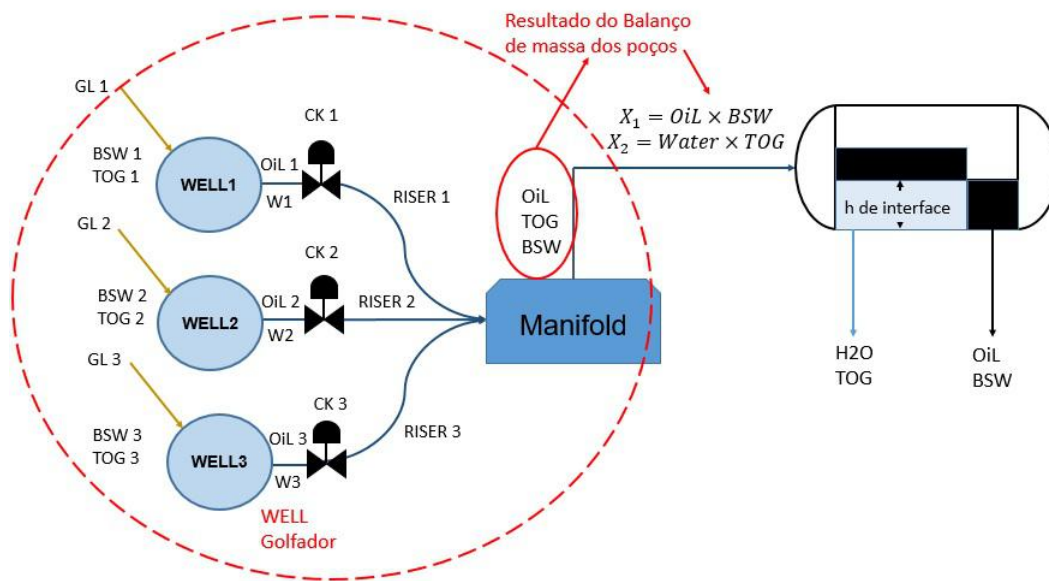 Resultado do Balanço
de massa dos poços
GL 1
CK 1
X₁ = OiL × BSW
X₂ = Water × TOG
BSW 1
TOG 1
WELL1
OiL 1
W1
RISER 1
OiL
TOG
BSW
h de interface
GL 2
CK 2
BSW 2
TOG 2
WELL2
OiL 2
W2
RISER 2
Manifold
H2O
TOG
OiL
BSW
GL 3
CK 3
BSW 3
TOG 3
WELL3
OiL 3
W3
RISER 3
WELL
Golfador